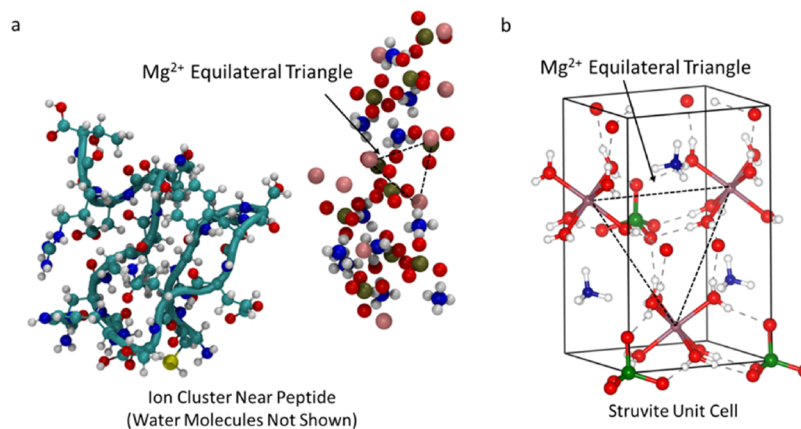 a
Mg²⁺ Equilateral Triangle
Ion Cluster Near Peptide
(Water Molecules Not Shown)
b
Mg²⁺ Equilateral Triangle
Struvite Unit Cell